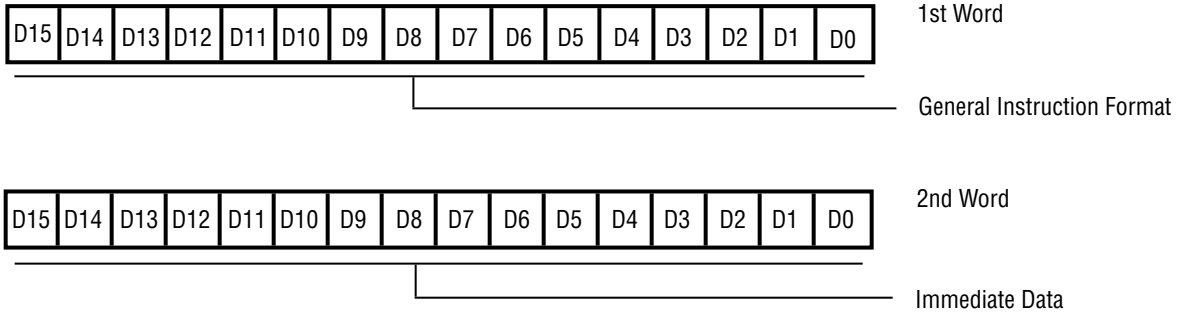 D15 D14 D13 D12 D11 D10 D9 D8 D7 D6 D5 D4 D3 D2 D1 D0 1st Word
General Instruction Format
D15 D14 D13 D12 D11 D10 D9 D8 D7 D6 D5 D4 D3 D2 D1 D0 2nd Word
Immediate Data